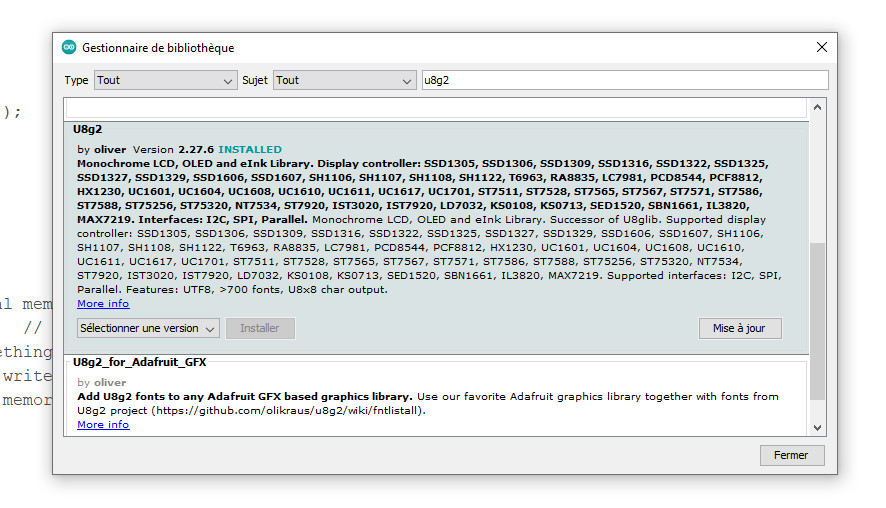 Gestionnaire de bibliothèque
Type Tout Sujet Tout u8g2
);
U8g2
by oliver Version 2.27.6 INSTALLED
Monochrome LCD, OLED and eInk Library. Display controller: SSD1305, SSD1306, SSD1309, SSD1316, SSD1322, SSD1325,
SSD1327, SSD1329, SSD1606, SSD1607, SH1106, SH1107, SH1108, SH1122, T6963, RA8835, LC7981, PCD8544, PCF8812,
HX1230, UC1601, UC1604, UC1608, UC1610, UC1611, UC1617, UC1701, ST7511, ST7528, ST7565, ST7567, ST7571, ST7586,
ST7588, ST75256, ST75320, NT7534, ST7920, IST3020, IST7920, LD7032, KS0108, KS0713, SED1520, SBN1661, IL3820,
MAX7219. Interfaces: I2C, SPI, Parallel. Monochrome LCD, OLED and eInk Library. Successor of U8glib. Supported display
controller: SSD1305, SSD1306, SSD1309, SSD1316, SSD1322, SSD1325, SSD1327, SSD1329, SSD1606, SSD1607, SH1106,
SH1107, SH1108, SH1122, T6963, RA8835, LC7981, PCD8544, PCF8812, HX1230, UC1601, UC1604, UC1608, UC1610,
UC1611, UC1617, UC1701, ST7511, ST7528, ST7565, ST7567, ST7571, ST7586, ST7588, ST75256, ST75320, NT7534,
ST7920, IST3020, IST7920, LD7032, KS0108, KS0713, SED1520, SBN1661, IL3820, MAX7219. Supported interfaces: I2C, SPI,
Parallel. Features: UTF8, >700 fonts, U8x8 char output.
More info
al mem
//
Sélectionner une version Installer Mise à jour
ething
U8g2_for_Adafruit_GFX
write
by oliver
Add U8g2 fonts to any Adafruit GFX based graphics library. Use our favorite Adafruit graphics library together with fonts from
memor
U8g2 project (https://github.com/olikraus/u8g2/wiki/fntlistall).
More info
Fermer